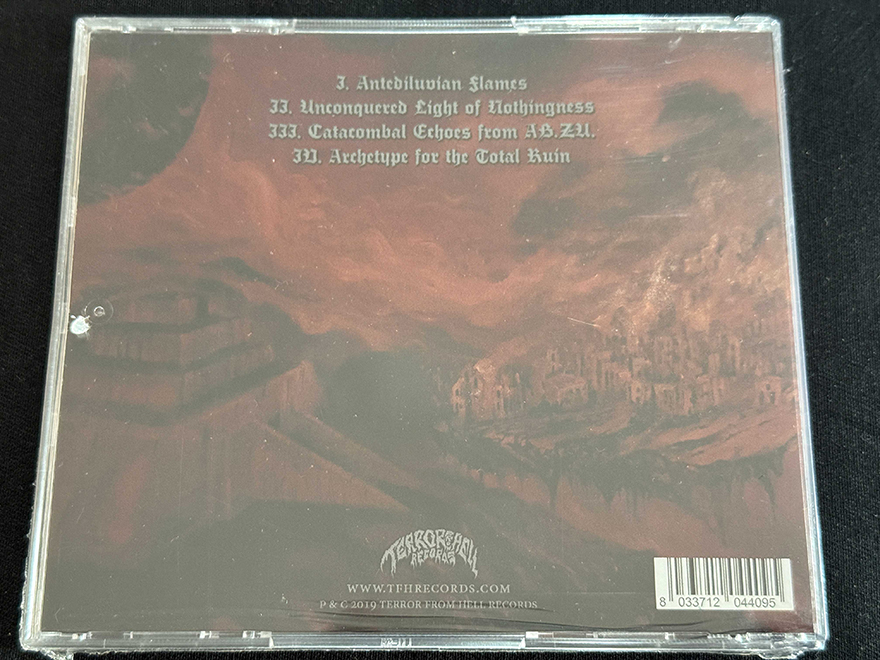 I. Antediluvian Flames
II. Unconquered Light of Nothingness
III. Catacombal Echoes from AB.ZU.
IV. Archetype for the Total Ruin
TERROR FROM HELL
RECORDS
WWW.TFHRECORDS.COM
P & C 2019 TERROR FROM HELL RECORDS
8 033712 044095